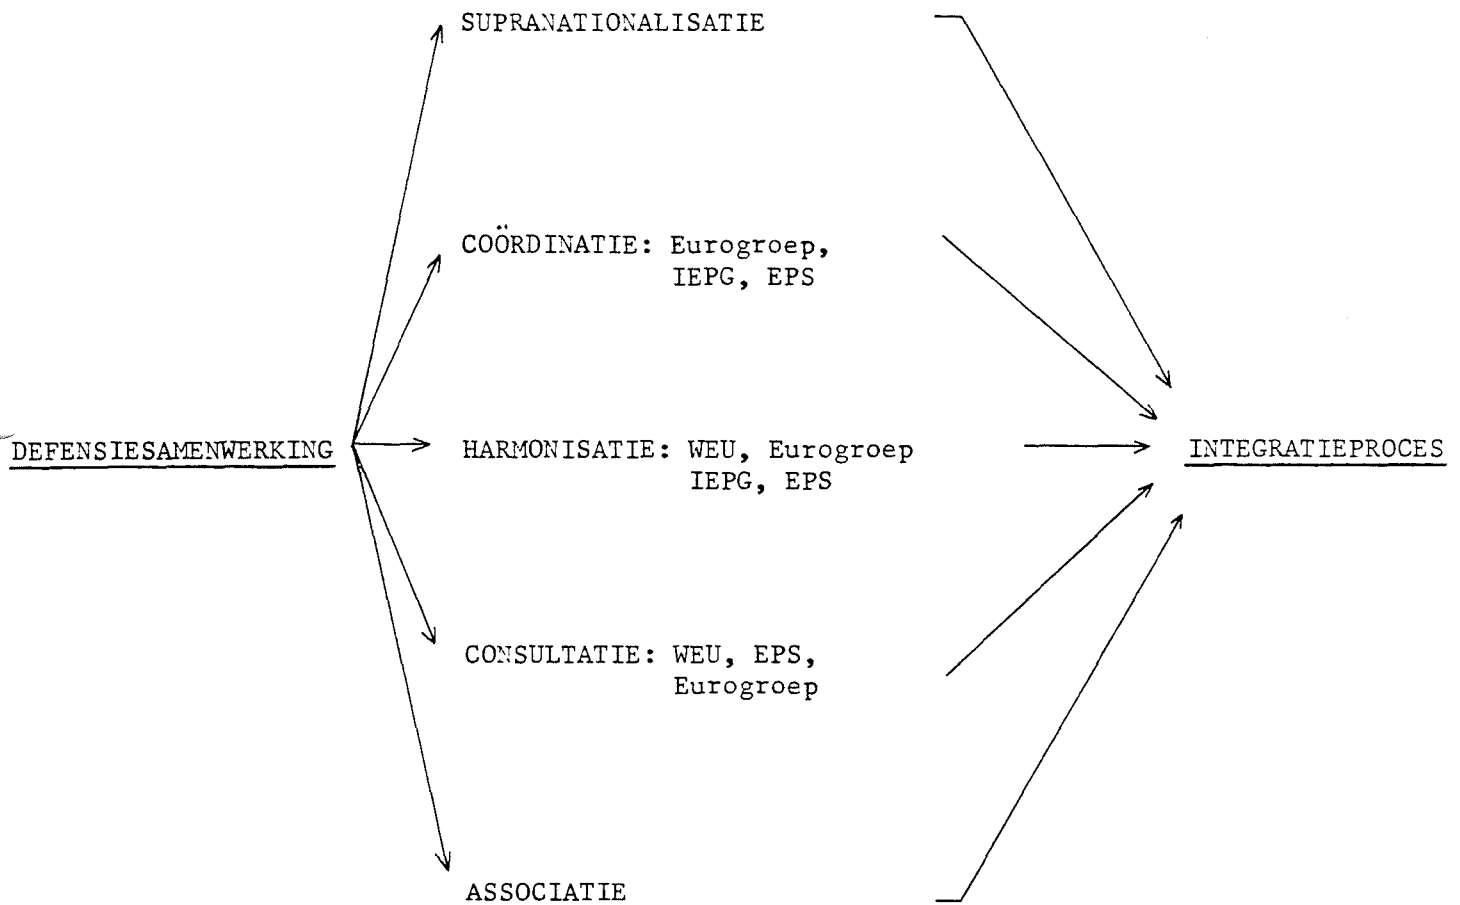 SUPRANATIONALISATIE
COÖRDINATIE: Eurogroep,
IEPG, EPS
DEFENSIESAMENWERKING
HARMONISATIE: WEU, Eurogroep
IEPG, EPS
INTEGRATIEPROCES
CONSULTATIE: WEU, EPS,
Eurogroep
ASSOCIATIE